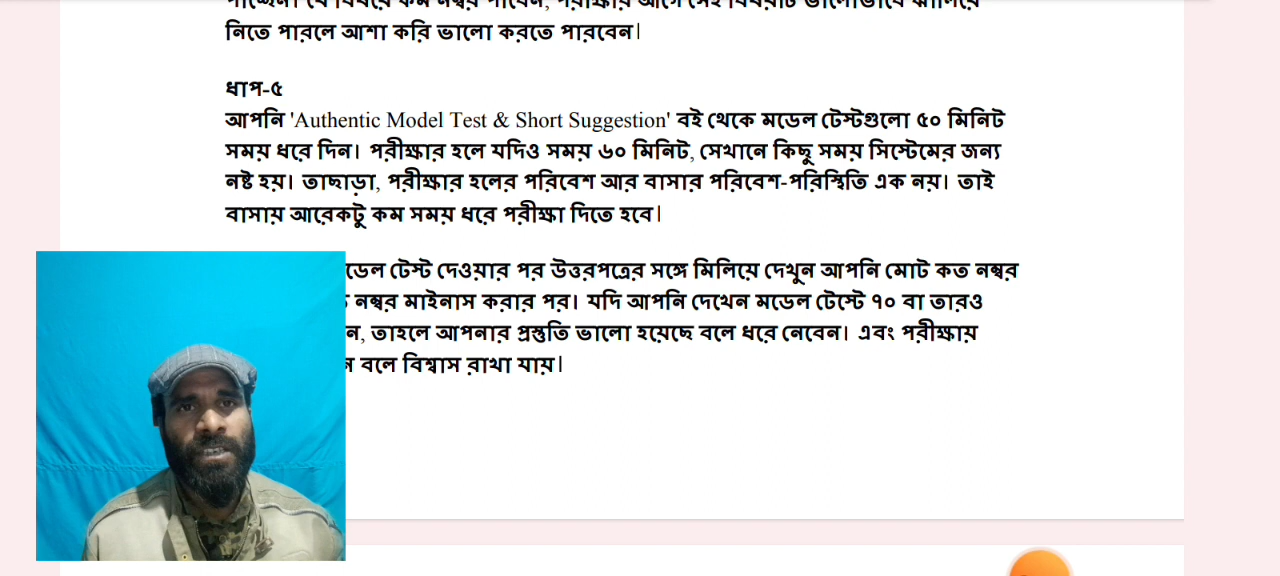 নিতে পারলে আশা করি ভালো করতে পারবেন।
ধাপ-৫
আপনি 'Authentic Model Test & Short Suggestion' বই থেকে মডেল টেস্টগুলো ৫০ মিনিট
সময় ধরে দিন। পরীক্ষার হলে যদিও সময় ৬০ মিনিট, সেখানে কিছু সময় সিস্টেমের জন্য
নষ্ট হয়। তাছাড়া, পরীক্ষার হলের পরিবেশ আর বাসার পরিবেশ-পরিস্থিতি এক নয়। তাই
বাসায় আরেকটু কম সময় ধরে পরীক্ষা দিতে হবে।
টেস্ট দেওয়ার পর উত্তরপত্রের সঙ্গে মিলিয়ে দেখুন আপনি মোট কত নম্বর
নম্বর মাইনাস করার পর। যদি আপনি দেখেন মডেল টেস্টে ৭০ বা তারও
তাহলে আপনার প্রস্তুতি ভালো হয়েছে বলে ধরে নেবেন। এবং পরীক্ষায়
বলে বিশ্বাস রাখা যায়।